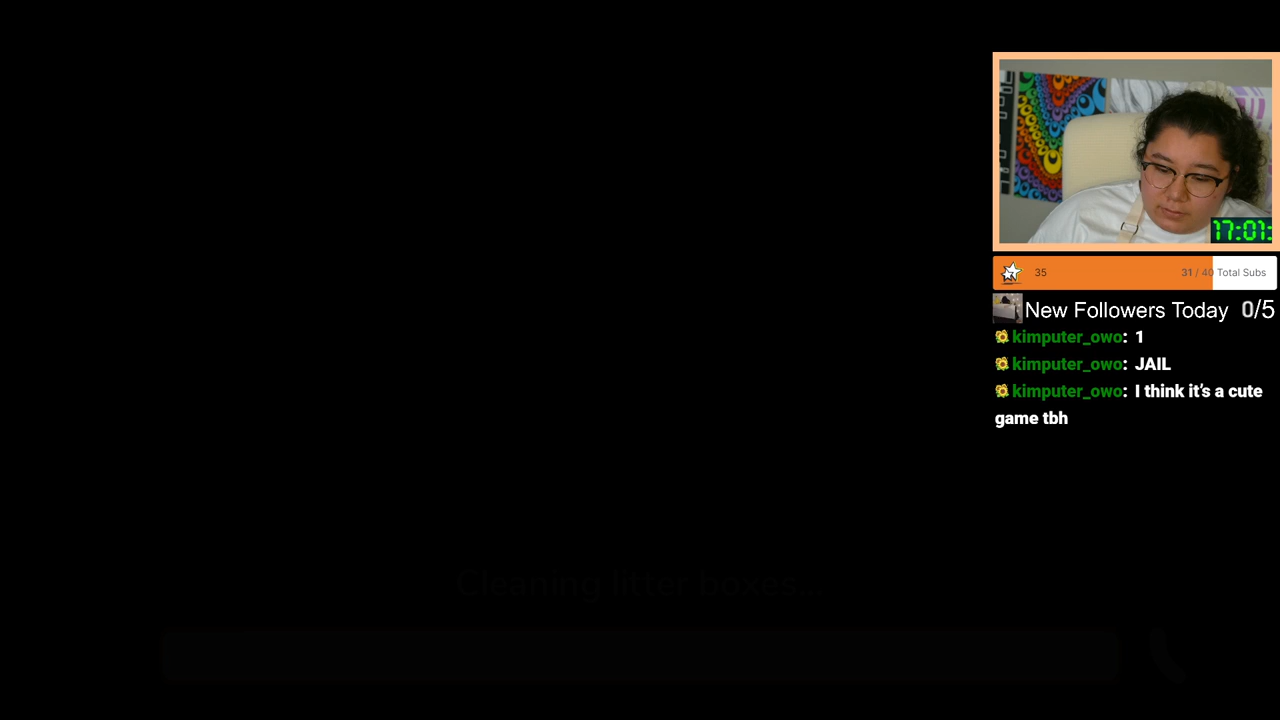 17:01:
35
31 / 40 Total Subs
New Followers Today 0/5
kimputer_owo: 1
kimputer_owo: JAIL
kimputer_owo: I think it's a cute
game tbh
Cleaning litter boxes...